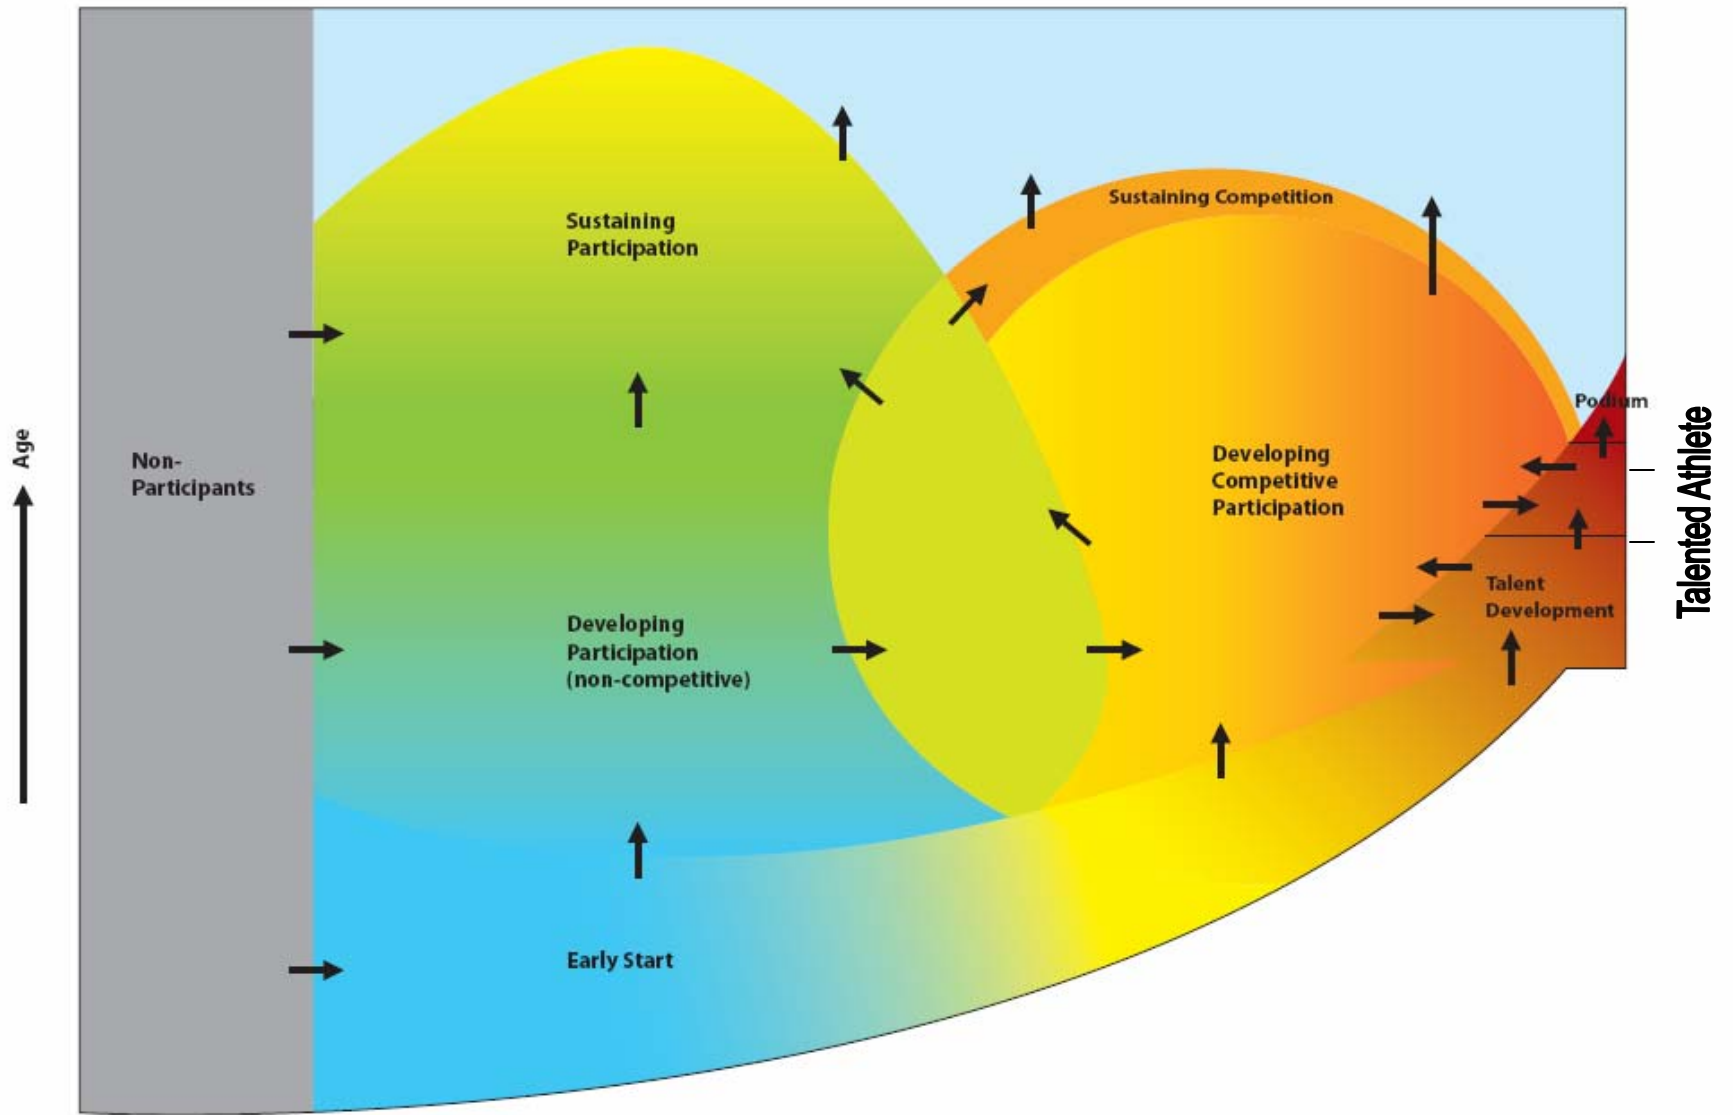 Age
Non-
Participants
Sustaining
Participation
Developing
Participation
(non-competitive)
Early Start
Sustaining Competition
Developing
Competitive
Participation
Podium
Talent
Development
Talented Athlete